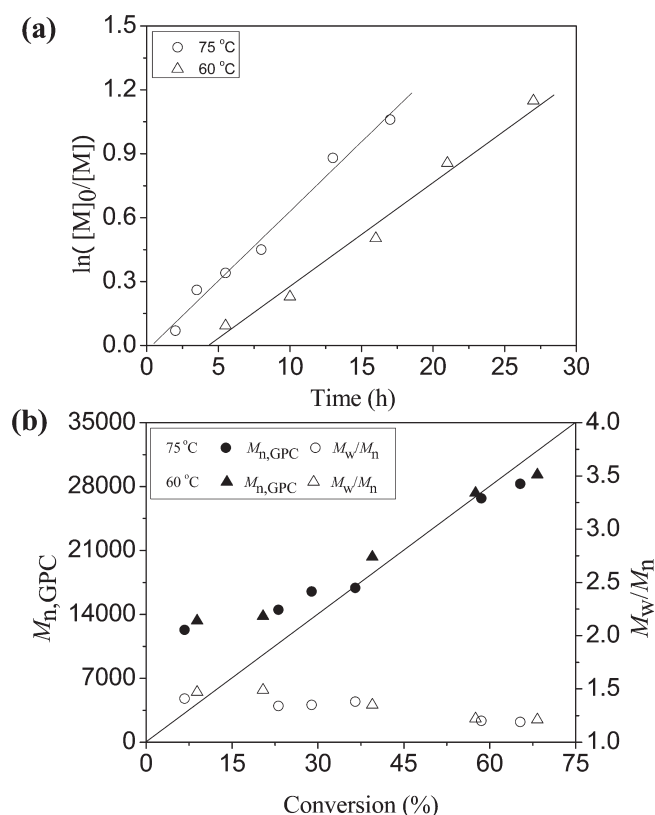 (a)
75 °C
60 °C
ln( [M]0/[M])
1.5
1.2
0.9
0.6
0.3
0.0
0 5 10 15 20 25 30
Time (h)
(b)
75 °C Mn,GPC Mw/Mn
60 °C Mn,GPC Mw/Mn
Mn,GPC
35000
28000
21000
14000
7000
0
4.0
3.5
3.0
2.5
2.0
1.5
1.0
Mw/Mn
0 15 30 45 60 75
Conversion (%)